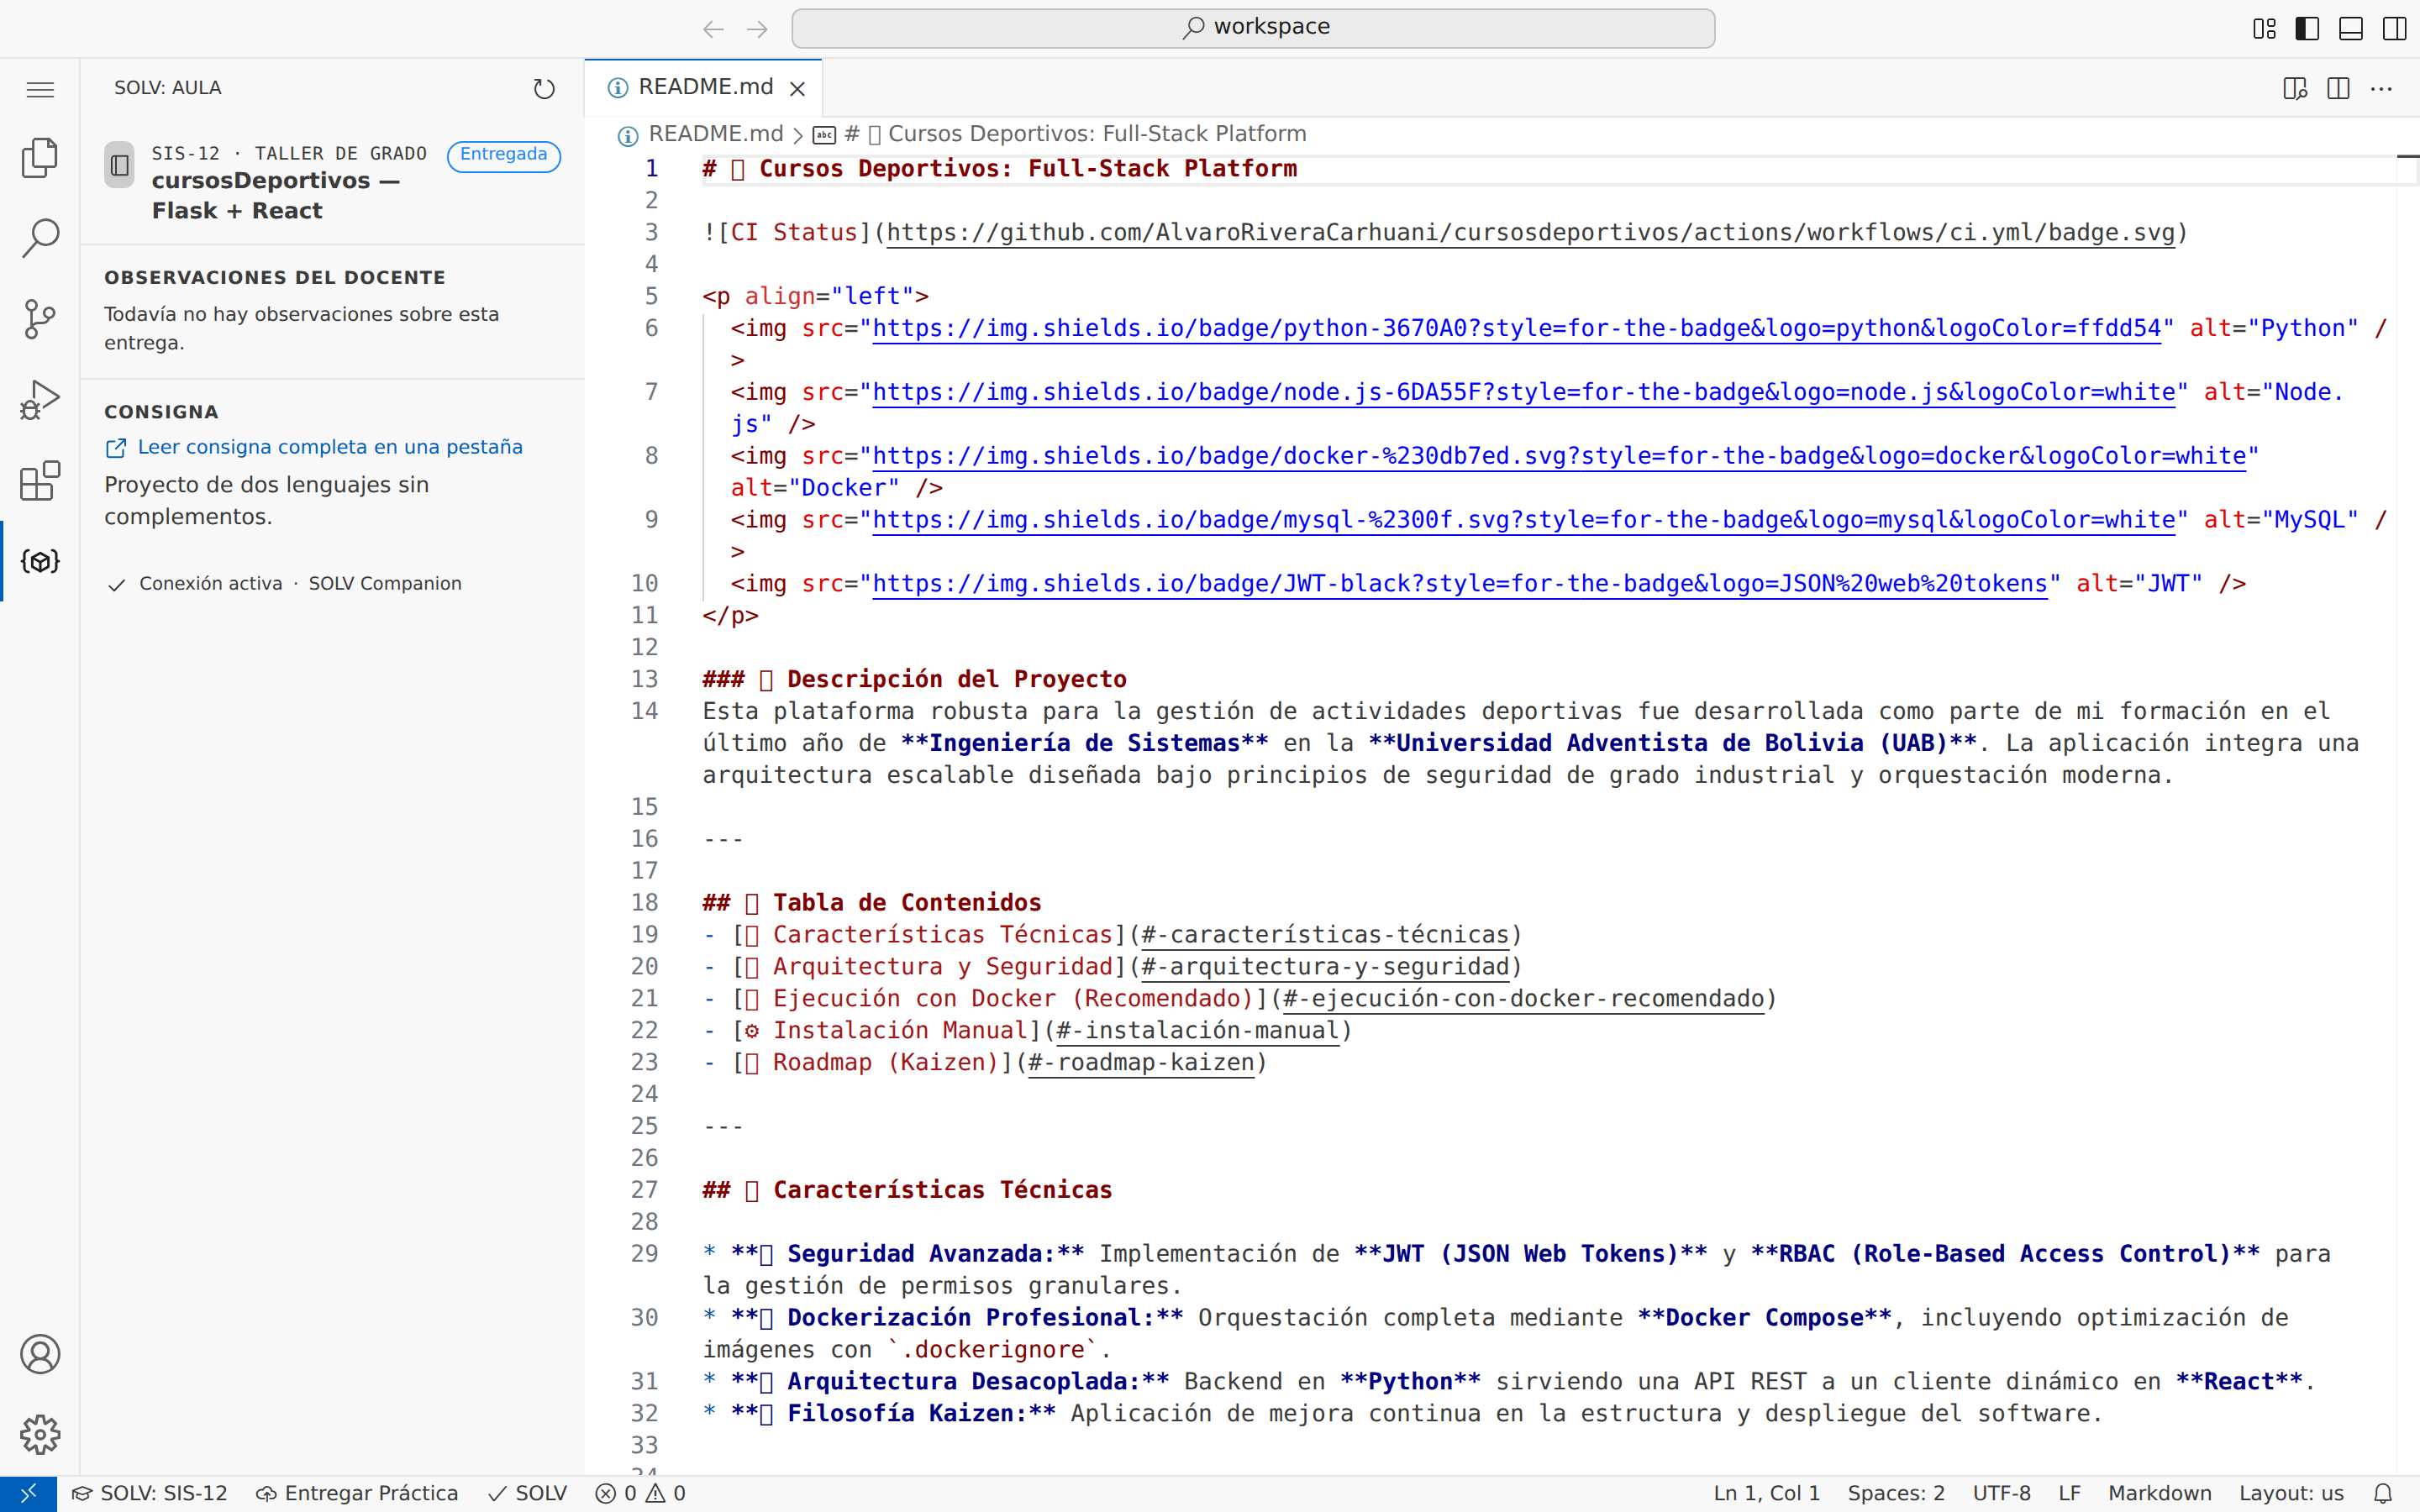 workspace
SOLV: AULA
SIS-12 · TALLER DE GRADO
Entregada
cursosDeportivos —
Flask + React
OBSERVACIONES DEL DOCENTE
Todavía no hay observaciones sobre esta
entrega.
CONSIGNA
Leer consigna completa en una pestaña
Proyecto de dos lenguajes sin
complementos.
Conexión activa · SOLV Companion
README.md
README.md > abc # Cursos Deportivos: Full-Stack Platform
1 # Cursos Deportivos: Full-Stack Platform
2
3 ![CI Status](https://github.com/AlvaroRiveraCarhuani/cursosdeportivos/actions/workflows/ci.yml/badge.svg)
4
5 <p align="left">
6 <img src="https://img.shields.io/badge/python-3670A0?style=for-the-badge&logo=python&logoColor=ffdd54" alt="Python" /
>
7 <img src="https://img.shields.io/badge/node.js-6DA55F?style=for-the-badge&logo=node.js&logoColor=white" alt="Node.
js" />
8 <img src="https://img.shields.io/badge/docker-%230db7ed.svg?style=for-the-badge&logo=docker&logoColor=white"
alt="Docker" />
9 <img src="https://img.shields.io/badge/mysql-%2300f.svg?style=for-the-badge&logo=mysql&logoColor=white" alt="MySQL" /
>
10 <img src="https://img.shields.io/badge/JWT-black?style=for-the-badge&logo=JSON%20web%20tokens" alt="JWT" />
11 </p>
12
13 ### Descripción del Proyecto
14 Esta plataforma robusta para la gestión de actividades deportivas fue desarrollada como parte de mi formación en el
último año de **Ingeniería de Sistemas** en la **Universidad Adventista de Bolivia (UAB)**. La aplicación integra una
arquitectura escalable diseñada bajo principios de seguridad de grado industrial y orquestación moderna.
15
16 ---
17
18 ## Tabla de Contenidos
19 - [ Características Técnicas](#-características-técnicas)
20 - [ Arquitectura y Seguridad](#-arquitectura-y-seguridad)
21 - [ Ejecución con Docker (Recomendado)](#-ejecución-con-docker-recomendado)
22 - [⚙ Instalación Manual](#-instalación-manual)
23 - [ Roadmap (Kaizen)](#-roadmap-kaizen)
24
25 ---
26
27 ## Características Técnicas
28
29 * ** Seguridad Avanzada:** Implementación de **JWT (JSON Web Tokens)** y **RBAC (Role-Based Access Control)** para
la gestión de permisos granulares.
30 * ** Dockerización Profesional:** Orquestación completa mediante **Docker Compose**, incluyendo optimización de
imágenes con `.dockerignore`.
31 * ** Arquitectura Desacoplada:** Backend en **Python** sirviendo una API REST a un cliente dinámico en **React**.
32 * ** Filosofía Kaizen:** Aplicación de mejora continua en la estructura y despliegue del software.
33
34
SOLV: SIS-12 Entregar Práctica SOLV 0 0 Ln 1, Col 1 Spaces: 2 UTF-8 LF Markdown Layout: us